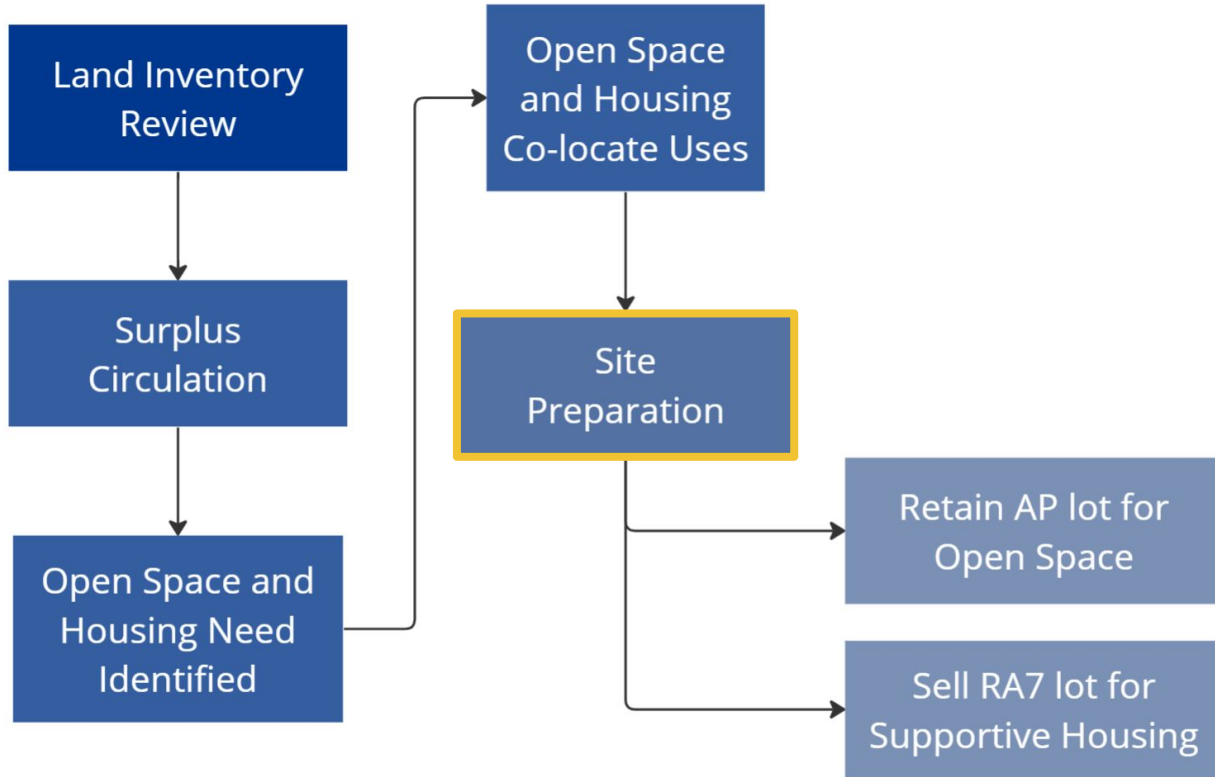 Land Inventory
Review
Surplus
Circulation
Open Space and
Housing Need
Identified
Open Space
and Housing
Co-locate Uses
Site
Preparation
Retain AP lot for
Open Space
Sell RA7 lot for
Supportive Housing